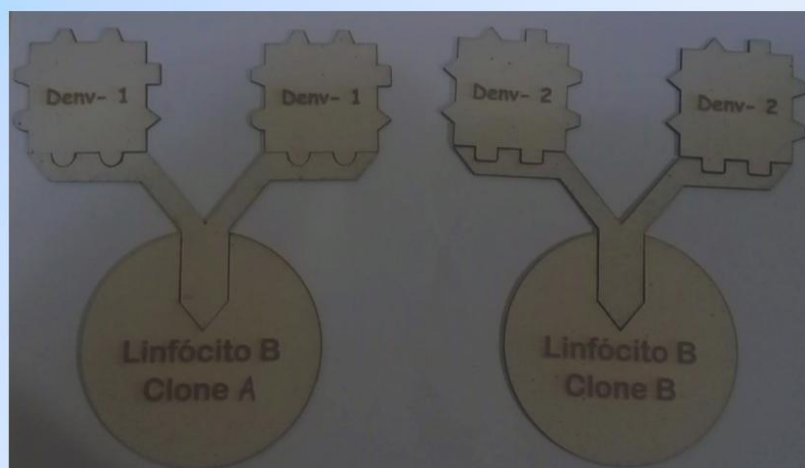 Denv- 1
Denv- 1
Denv- 2
Denv- 2
Linfócito B
Clone A
Linfócito B
Clone B